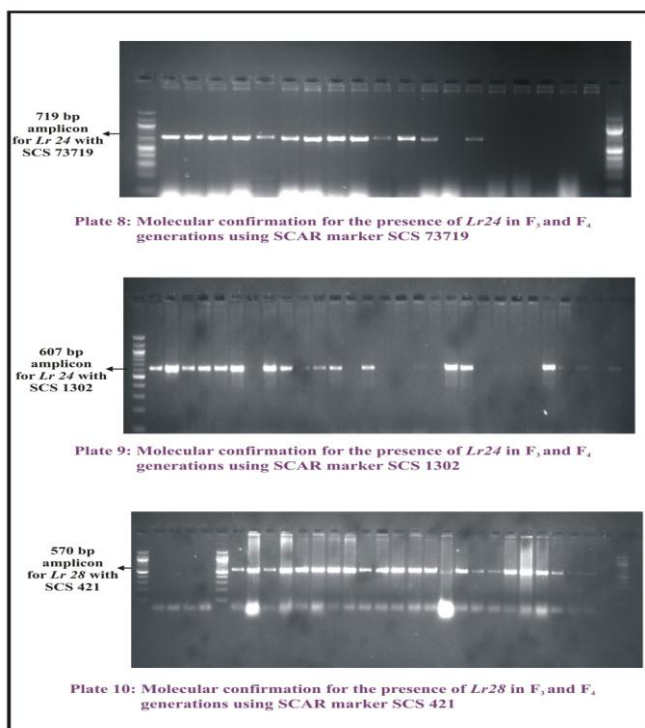 719 bp
amplicon
for Lr 24 with
SCS 73719
Plate 8: Molecular confirmation for the presence of Lr24 in F₃ and F₄
generations using SCAR marker SCS 73719
607 bp
amplicon
for Lr 24 with
SCS 1302
Plate 9: Molecular confirmation for the presence of Lr24 in F₃ and F₄
generations using SCAR marker SCS 1302
570 bp
amplicon
for Lr 28 with
SCS 421
Plate 10: Molecular confirmation for the presence of Lr28 in F₃ and F₄
generations using SCAR marker SCS 421